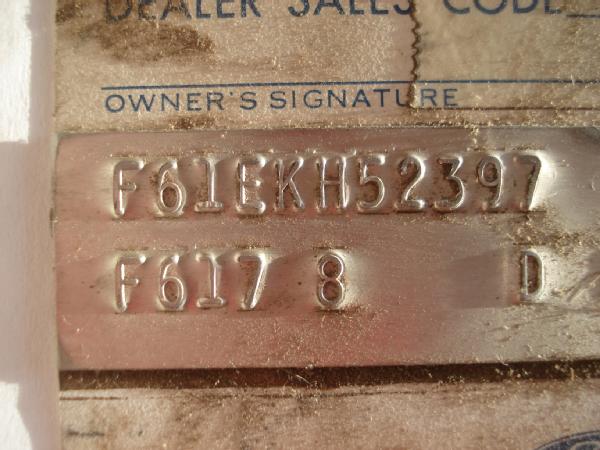 DEALER SALES CODE
OWNER'S SIGNATURE
F61EKH52397
F617 8 D